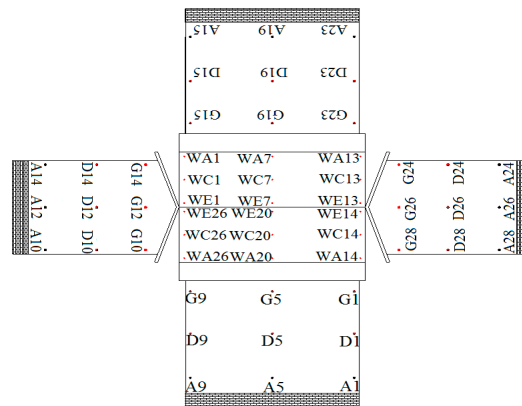 A15 A19 A23
D15 D19 D23
G15 G19 G23
WA1 WA7 WA13
WC1 WC7 WC13
WE1 WE7 WE13
WE26 WE20 WE14
WC26 WC20 WC14
WA26 WA20 WA14
A14 D14 G14
A12 D12 G12
A10 D10 G10
G24 D24 A24
G26 D26 A26
G28 D28 A28
G9 G5 G1
D9 D5 D1
A9 A5 A1